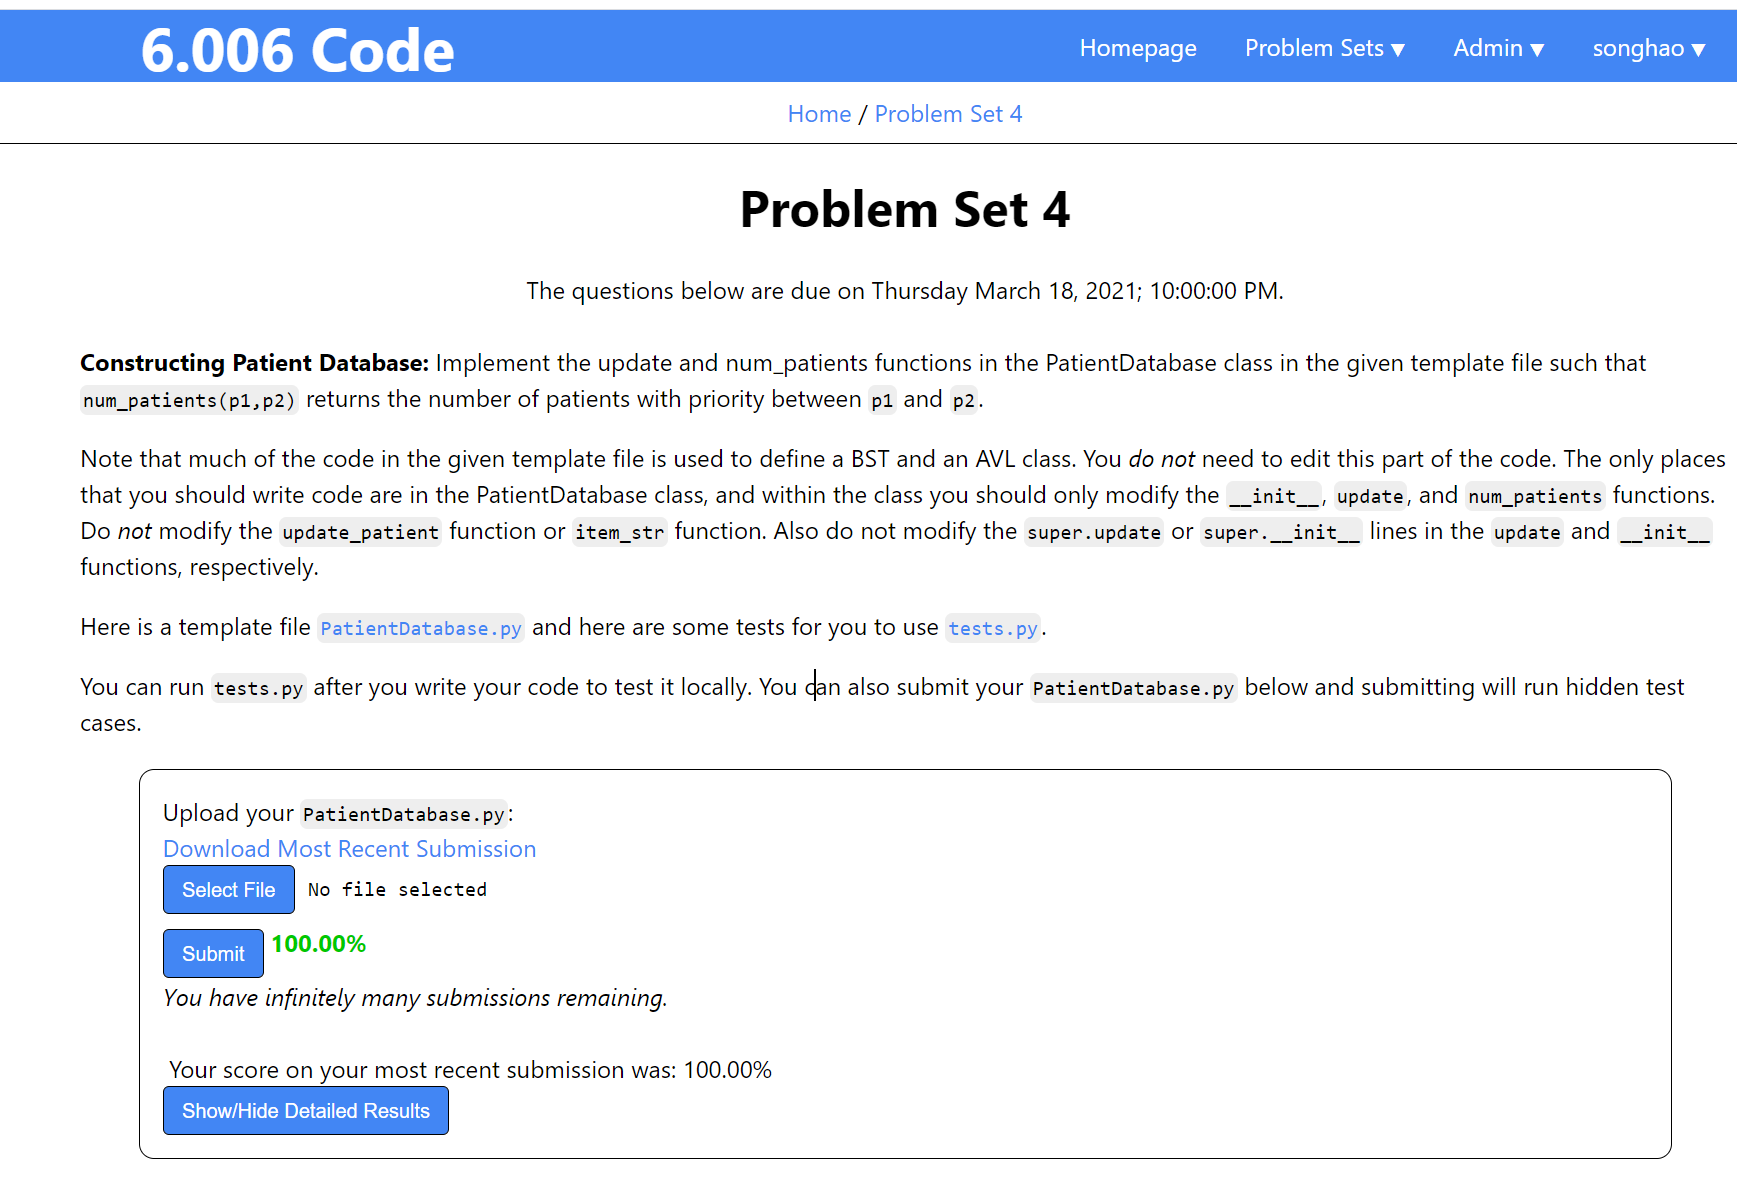 6.006 Code
Homepage Problem Sets ▼ Admin ▼ songhao ▼
Home / Problem Set 4
Problem Set 4
The questions below are due on Thursday March 18, 2021; 10:00:00 PM.
Constructing Patient Database: Implement the update and num_patients functions in the PatientDatabase class in the given template file such that
num_patients(p1,p2) returns the number of patients with priority between p1 and p2.
Note that much of the code in the given template file is used to define a BST and an AVL class. You do not need to edit this part of the code. The only places
that you should write code are in the PatientDatabase class, and within the class you should only modify the __init__, update, and num_patients functions.
Do not modify the update_patient function or item_str function. Also do not modify the super.update or super.__init__ lines in the update and __init__
functions, respectively.
Here is a template file PatientDatabase.py and here are some tests for you to use tests.py.
You can run tests.py after you write your code to test it locally. You can also submit your PatientDatabase.py below and submitting will run hidden test
cases.
Upload your PatientDatabase.py:
Download Most Recent Submission
Select File No file selected
Submit 100.00%
You have infinitely many submissions remaining.
Your score on your most recent submission was: 100.00%
Show/Hide Detailed Results